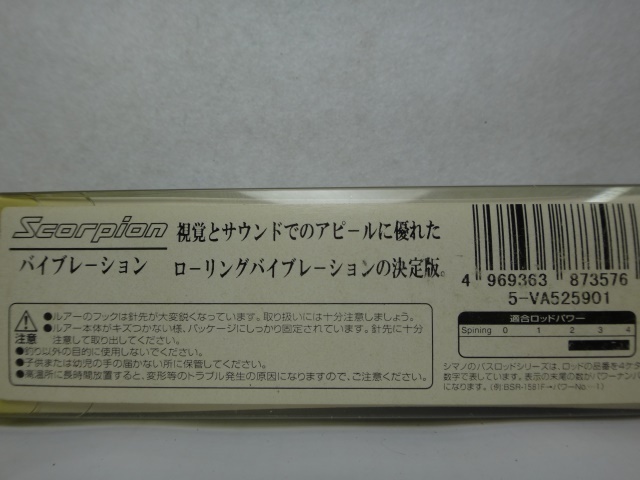 Scorpion
バイブレーション
視覚とサウンドでのアピールに優れた
ローリングバイブレーションの決定版。
4 969363 873576
5-VA525901
適合ロッドパワー
Spining 0 1 2 3 4
シマノのバスロッドシリーズは、ロッドの品番を4ケタ
数字で表しています。表示の末尾の数がパワーナンバ
になります。(例:BSR-1581F→パワーNo. 1)
注意
●ルアーのフックは針先が大変鋭くなっています。取り扱いには十分注意しましょう。
●ルアー本体がキズつかない様、パッケージにしっかり固定されています。針先に十分
注意して取り出してください。
●釣り以外の目的に使用しないでください。
●子供または幼児の手の届かない所に保管してください。
●高温所に長時間放置すると、変形等のトラブル発生の原因になりますので、ご注意ください。